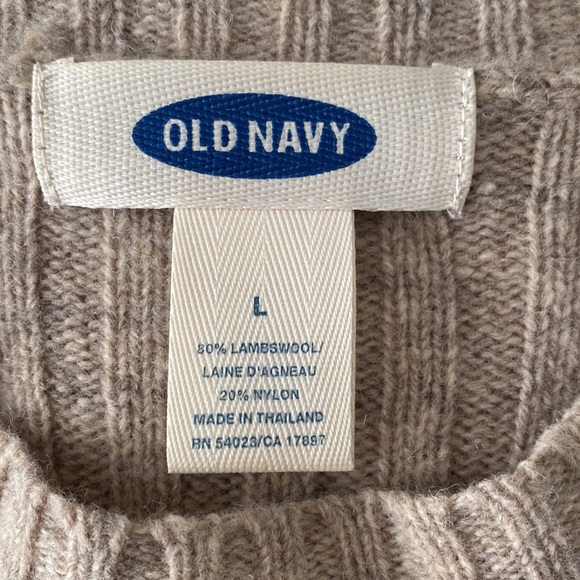 OLD NAVY
L
80% LAMBSWOOL/
LAINE D'AGNEAU
20% NYLON
MADE IN THAILAND
RN 54023/CA 17897